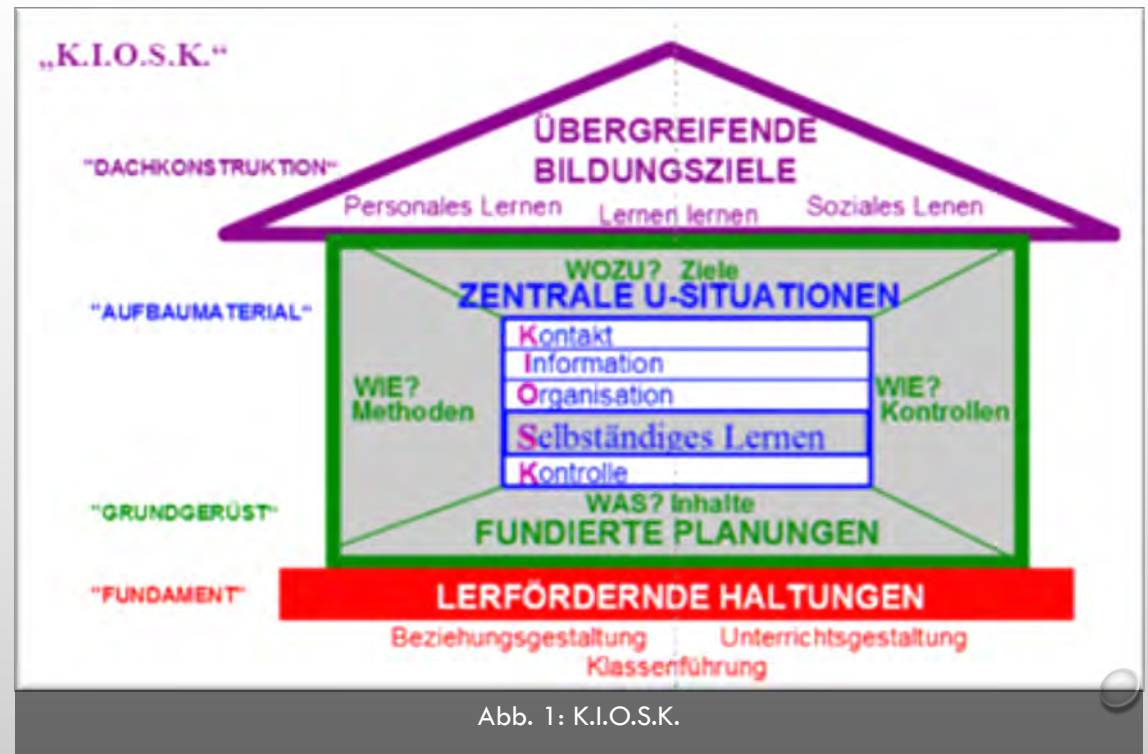 „K.I.O.S.K.“
ÜBERGREIFENDE
BILDUNGSZIELE
"DACHKONSTRUKTION“
Personales Lernen Lernen lernen Soziales Lenen
WOZU? Ziele
ZENTRALE U-SITUATIONEN
"AUFBAUMATERIAL“
Kontakt
Information
Organisation
Selbständiges Lernen
Kontrolle
WIE?
Methoden
WIE?
Kontrollen
WAS? Inhalte
"GRUNDGERÜST“
FUNDIERTE PLANUNGEN
"FUNDAMENT"
LERFÖRDERNDE HALTUNGEN
Beziehungsgestaltung Unterrichtsgestaltung
Klassenführung
Abb. 1: K.I.O.S.K.